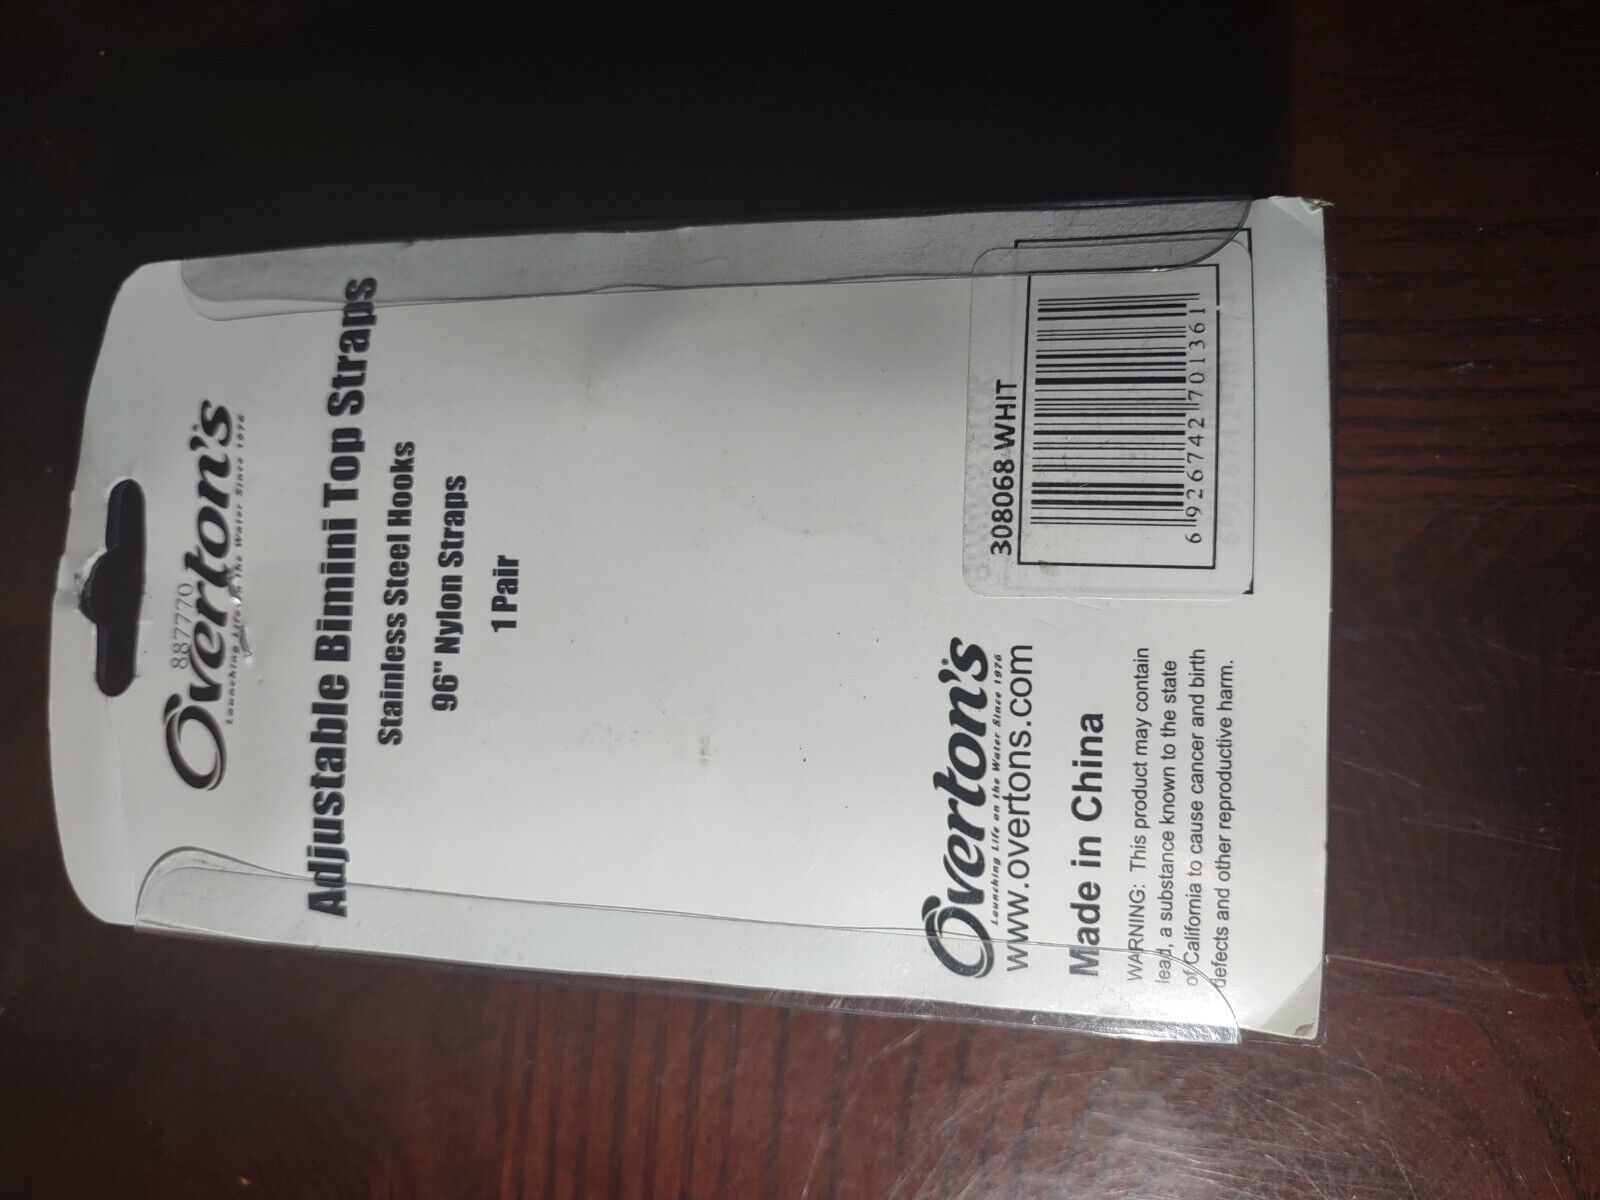 887770
Overton's
Launching Life on the Water Since 1976
Adjustable Bimini Top Straps
Stainless Steel Hooks
96" Nylon Straps
1 Pair
308068 WHIT
6 926742 701361
Overton's
Launching Life on the Water Since 1976
www.overtons.com
Made in China
WARNING: This product may contain
lead, a substance known to the state
of California to cause cancer and birth
defects and other reproductive harm.